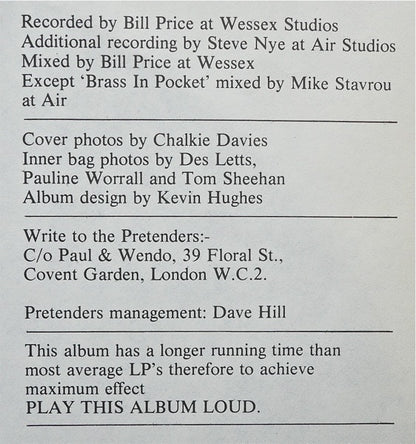 Recorded by Bill Price at Wessex Studios
Additional recording by Steve Nye at Air Studios
Mixed by Bill Price at Wessex
Except ‘Brass In Pocket’ mixed by Mike Stavrou
at Air
Cover photos by Chalkie Davies
Inner bag photos by Des Letts,
Pauline Worrall and Tom Sheehan
Album design by Kevin Hughes
Write to the Pretenders:-
C/o Paul & Wendo, 39 Floral St.,
Covent Garden, London W.C.2.
Pretenders management: Dave Hill
This album has a longer running time than
most average LP’s therefore to achieve
maximum effect
PLAY THIS ALBUM LOUD.